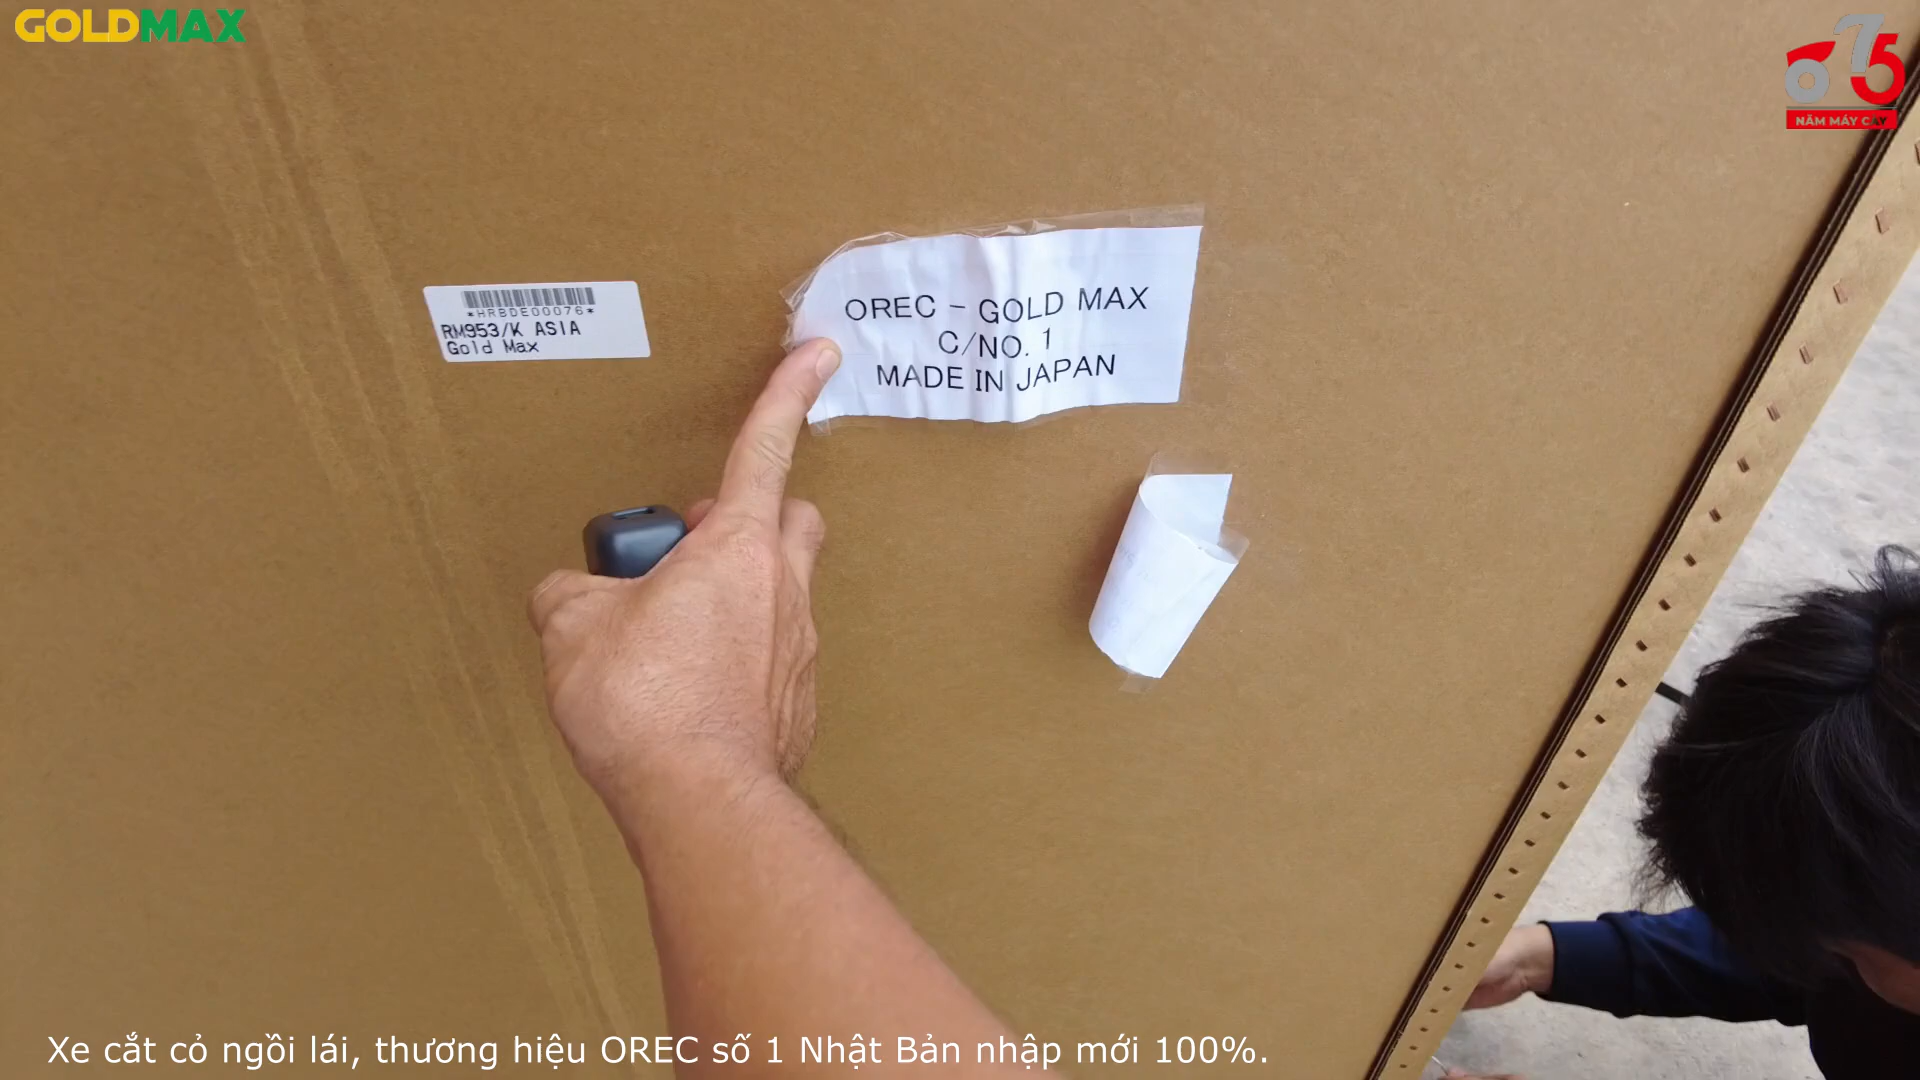 GOLDMAX
075
NĂM MÁY CÀY
*HRBDE00076*
RM953/K ASIA
Gold Max
OREC - GOLD MAX
C/NO. 1
MADE IN JAPAN
Xe cắt cỏ ngồi lái, thương hiệu OREC số 1 Nhật Bản nhập mới 100%.